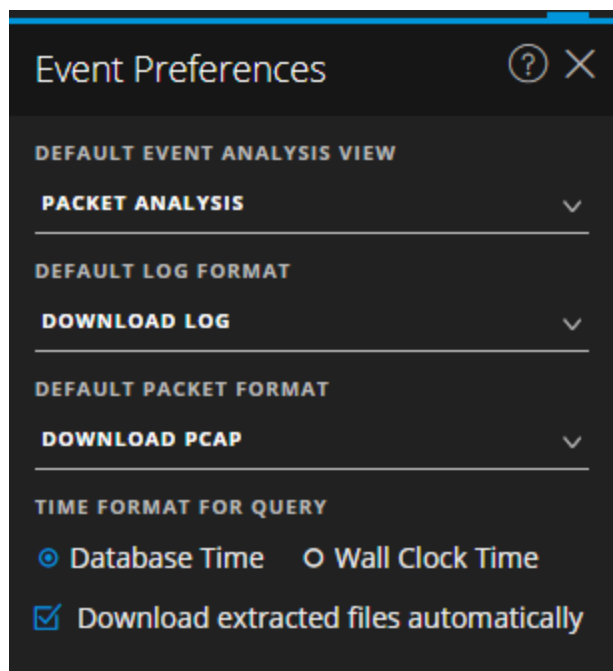 Event Preferences
DEFAULT EVENT ANALYSIS VIEW
PACKET ANALYSIS
DEFAULT LOG FORMAT
DOWNLOAD LOG
DEFAULT PACKET FORMAT
DOWNLOAD PCAP
TIME FORMAT FOR QUERY
Database Time Wall Clock Time
Download extracted files automatically